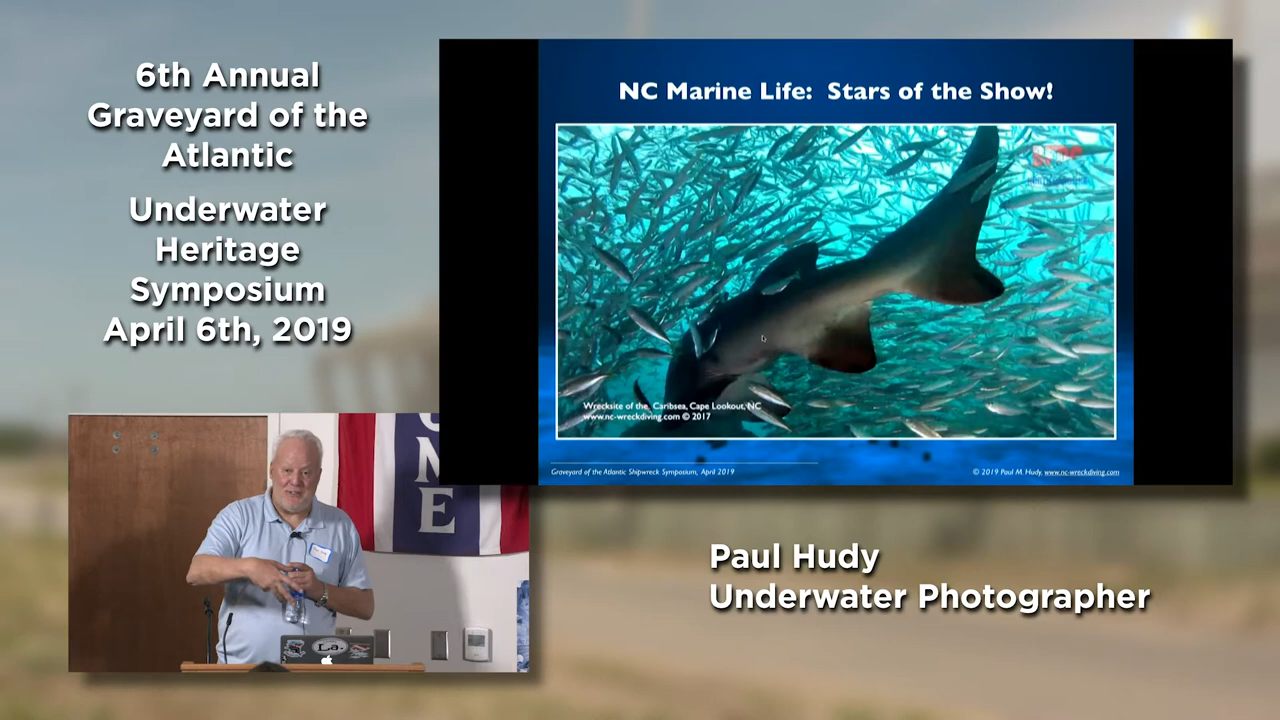 6th Annual
Graveyard of the
Atlantic
Underwater
Heritage
Symposium
April 6th, 2019
NC Marine Life:  Stars of the Show!
Wrecksite of the  Caribsea, Cape Lookout, NC
www.nc-wreckdiving.com © 2017
Graveyard of the Atlantic Shipwreck Symposium, April 2019
© 2019 Paul M. Hudy, www.nc-wreckdiving.com
NE
La.
Paul Hudy
Underwater Photographer